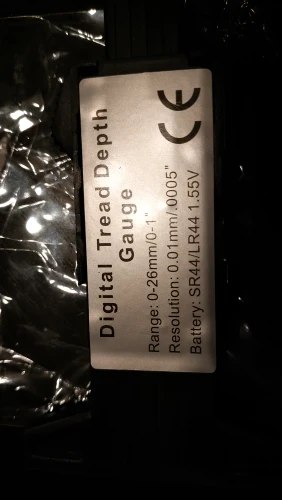 Digital Tread Depth
Gauge
Range: 0-26mm/0-1"
Resolution: 0.01mm/.0005"
Battery: SR44/LR44 1.55V
CE